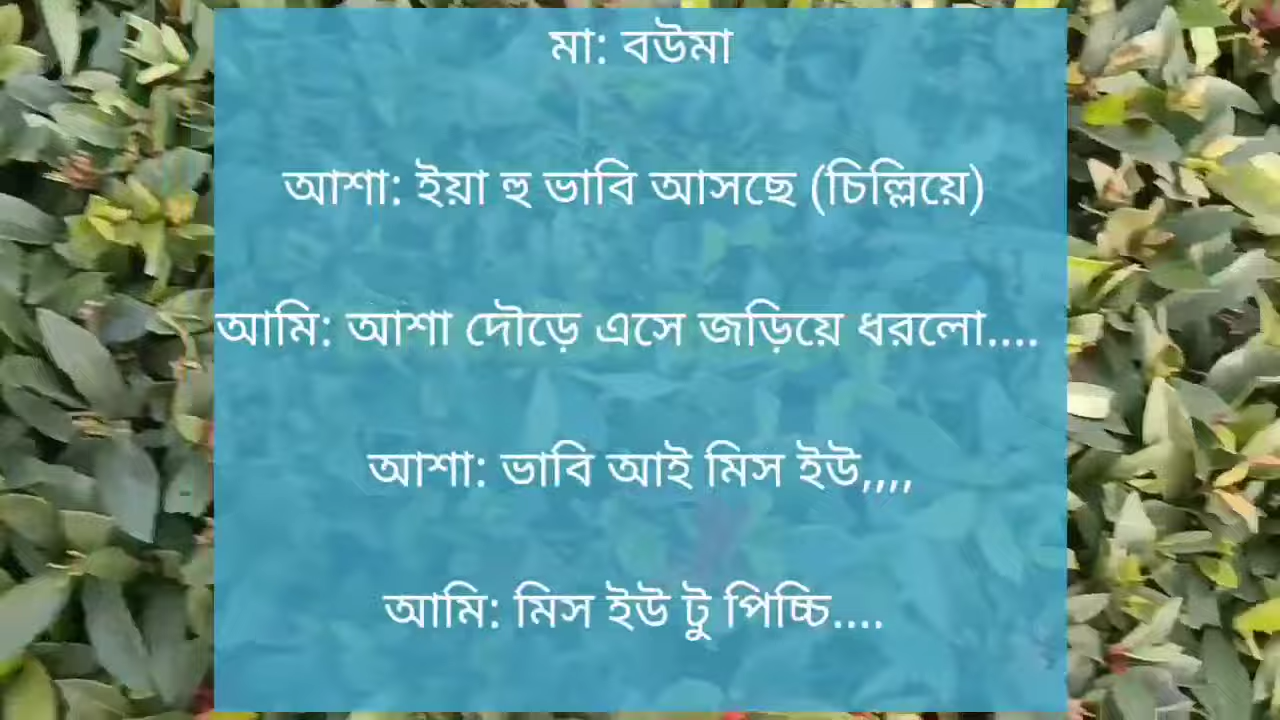 মা: বউমা
আশা: ইয়া হু ভাবি আসছে (চিল্লিয়ে)
আমি: আশা দৌড়ে এসে জড়িয়ে ধরলো....
আশা: ভাবি আই মিস ইউ,,,,
আমি: মিস ইউ টু পিচ্চি....